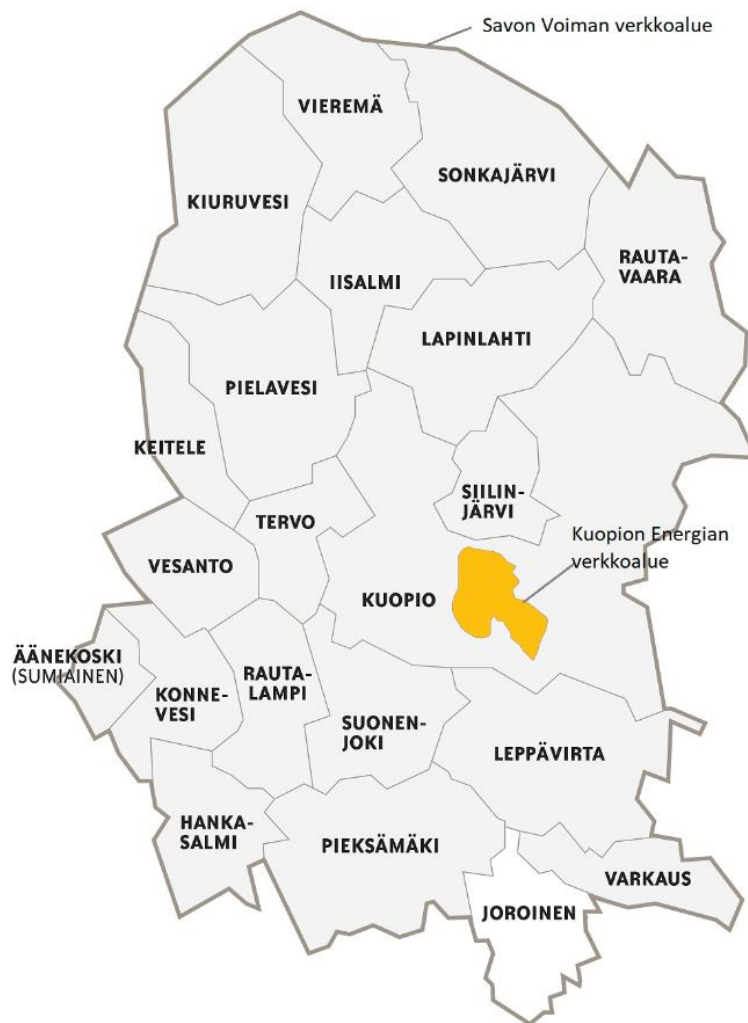 Savon Voiman verkkoalue
VIEREMÄ
SONKAJÄRVI
KIURUVESI
RAUTA-
VAARA
IISALMI
LAPINLAHTI
PIELAVESI
KEITELE
SIILIN-
JÄRVI
TERVO
Kuopion Energian
verkkoalue
VESANTO
KUOPIO
ÄÄNEKOSKI
(SUMIAINEN)
RAUTA-
LAMPI
KONNE-
VESI
SUONEN-
JOKI
LEPPÄVIRTA
HANKA-
SALMI
PIEKSÄMÄKI
VARKAUS
JOROINEN